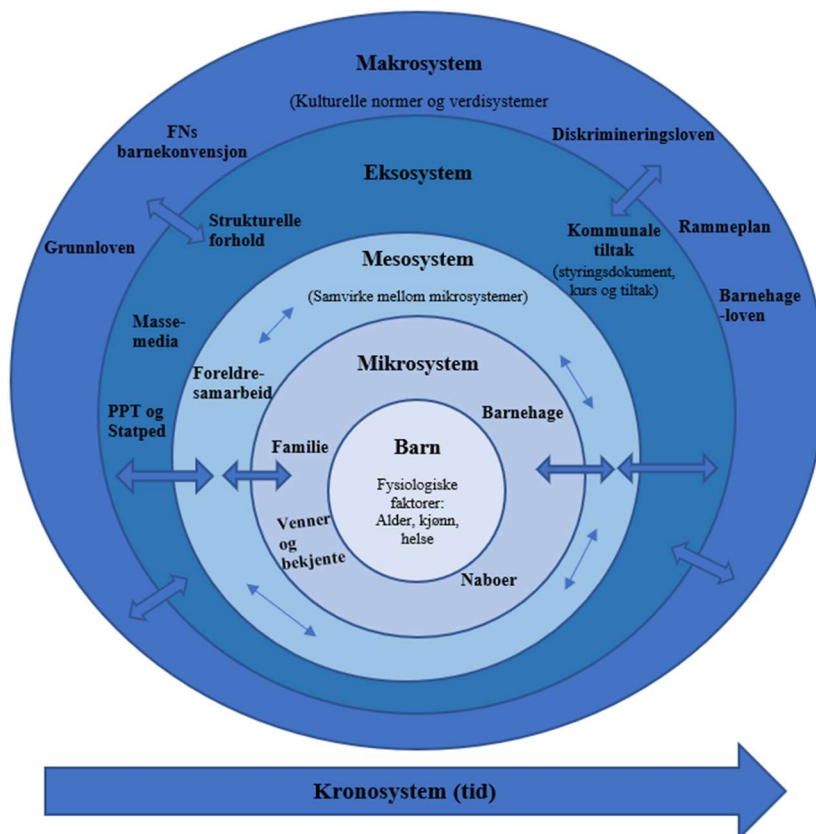 Makrosystem
(Kulturelle normer og verdisystemer
FNs
barnekonvensjon
Diskrimineringsloven
Eksosystem
Grunnloven
Strukturelle
forhold
Kommunale
tiltak
(styringsdokument,
kurs og tiltak)
Rammeplan
Mesosystem
(Samvirke mellom mikrosystemer)
Barnehage
-loven
Masse-
media
Foreldre-
samarbeid
Mikrosystem
PPT og
Statped
Barnehage
Familie
Barn
Fysiologiske
faktorer:
Alder, kjønn,
helse
Venner
og
bekjente
Naboer
Kronosystem (tid)